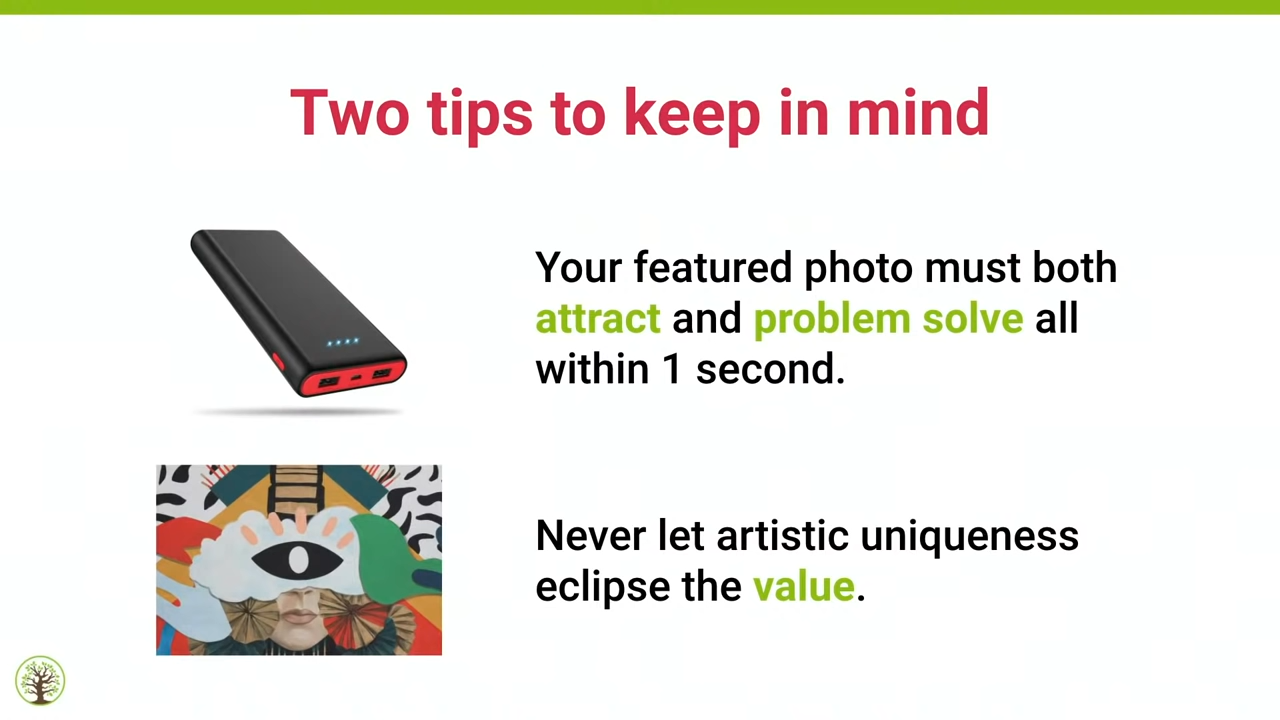 Two tips to keep in mind
Your featured photo must both
attract and problem solve all
within 1 second.
Never let artistic uniqueness
eclipse the value.